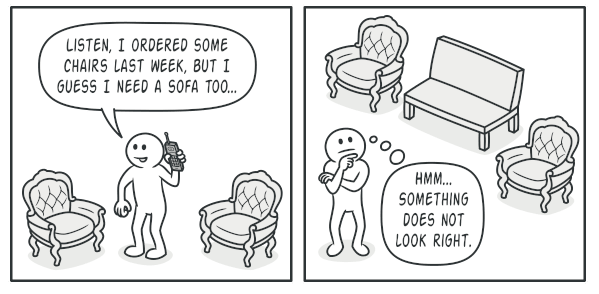 LISTEN, I ORDERED SOME
CHAIRS LAST WEEK, BUT I
GUESS I NEED A SOFA TOO...
HMM...
SOMETHING
DOES NOT
LOOK RIGHT.